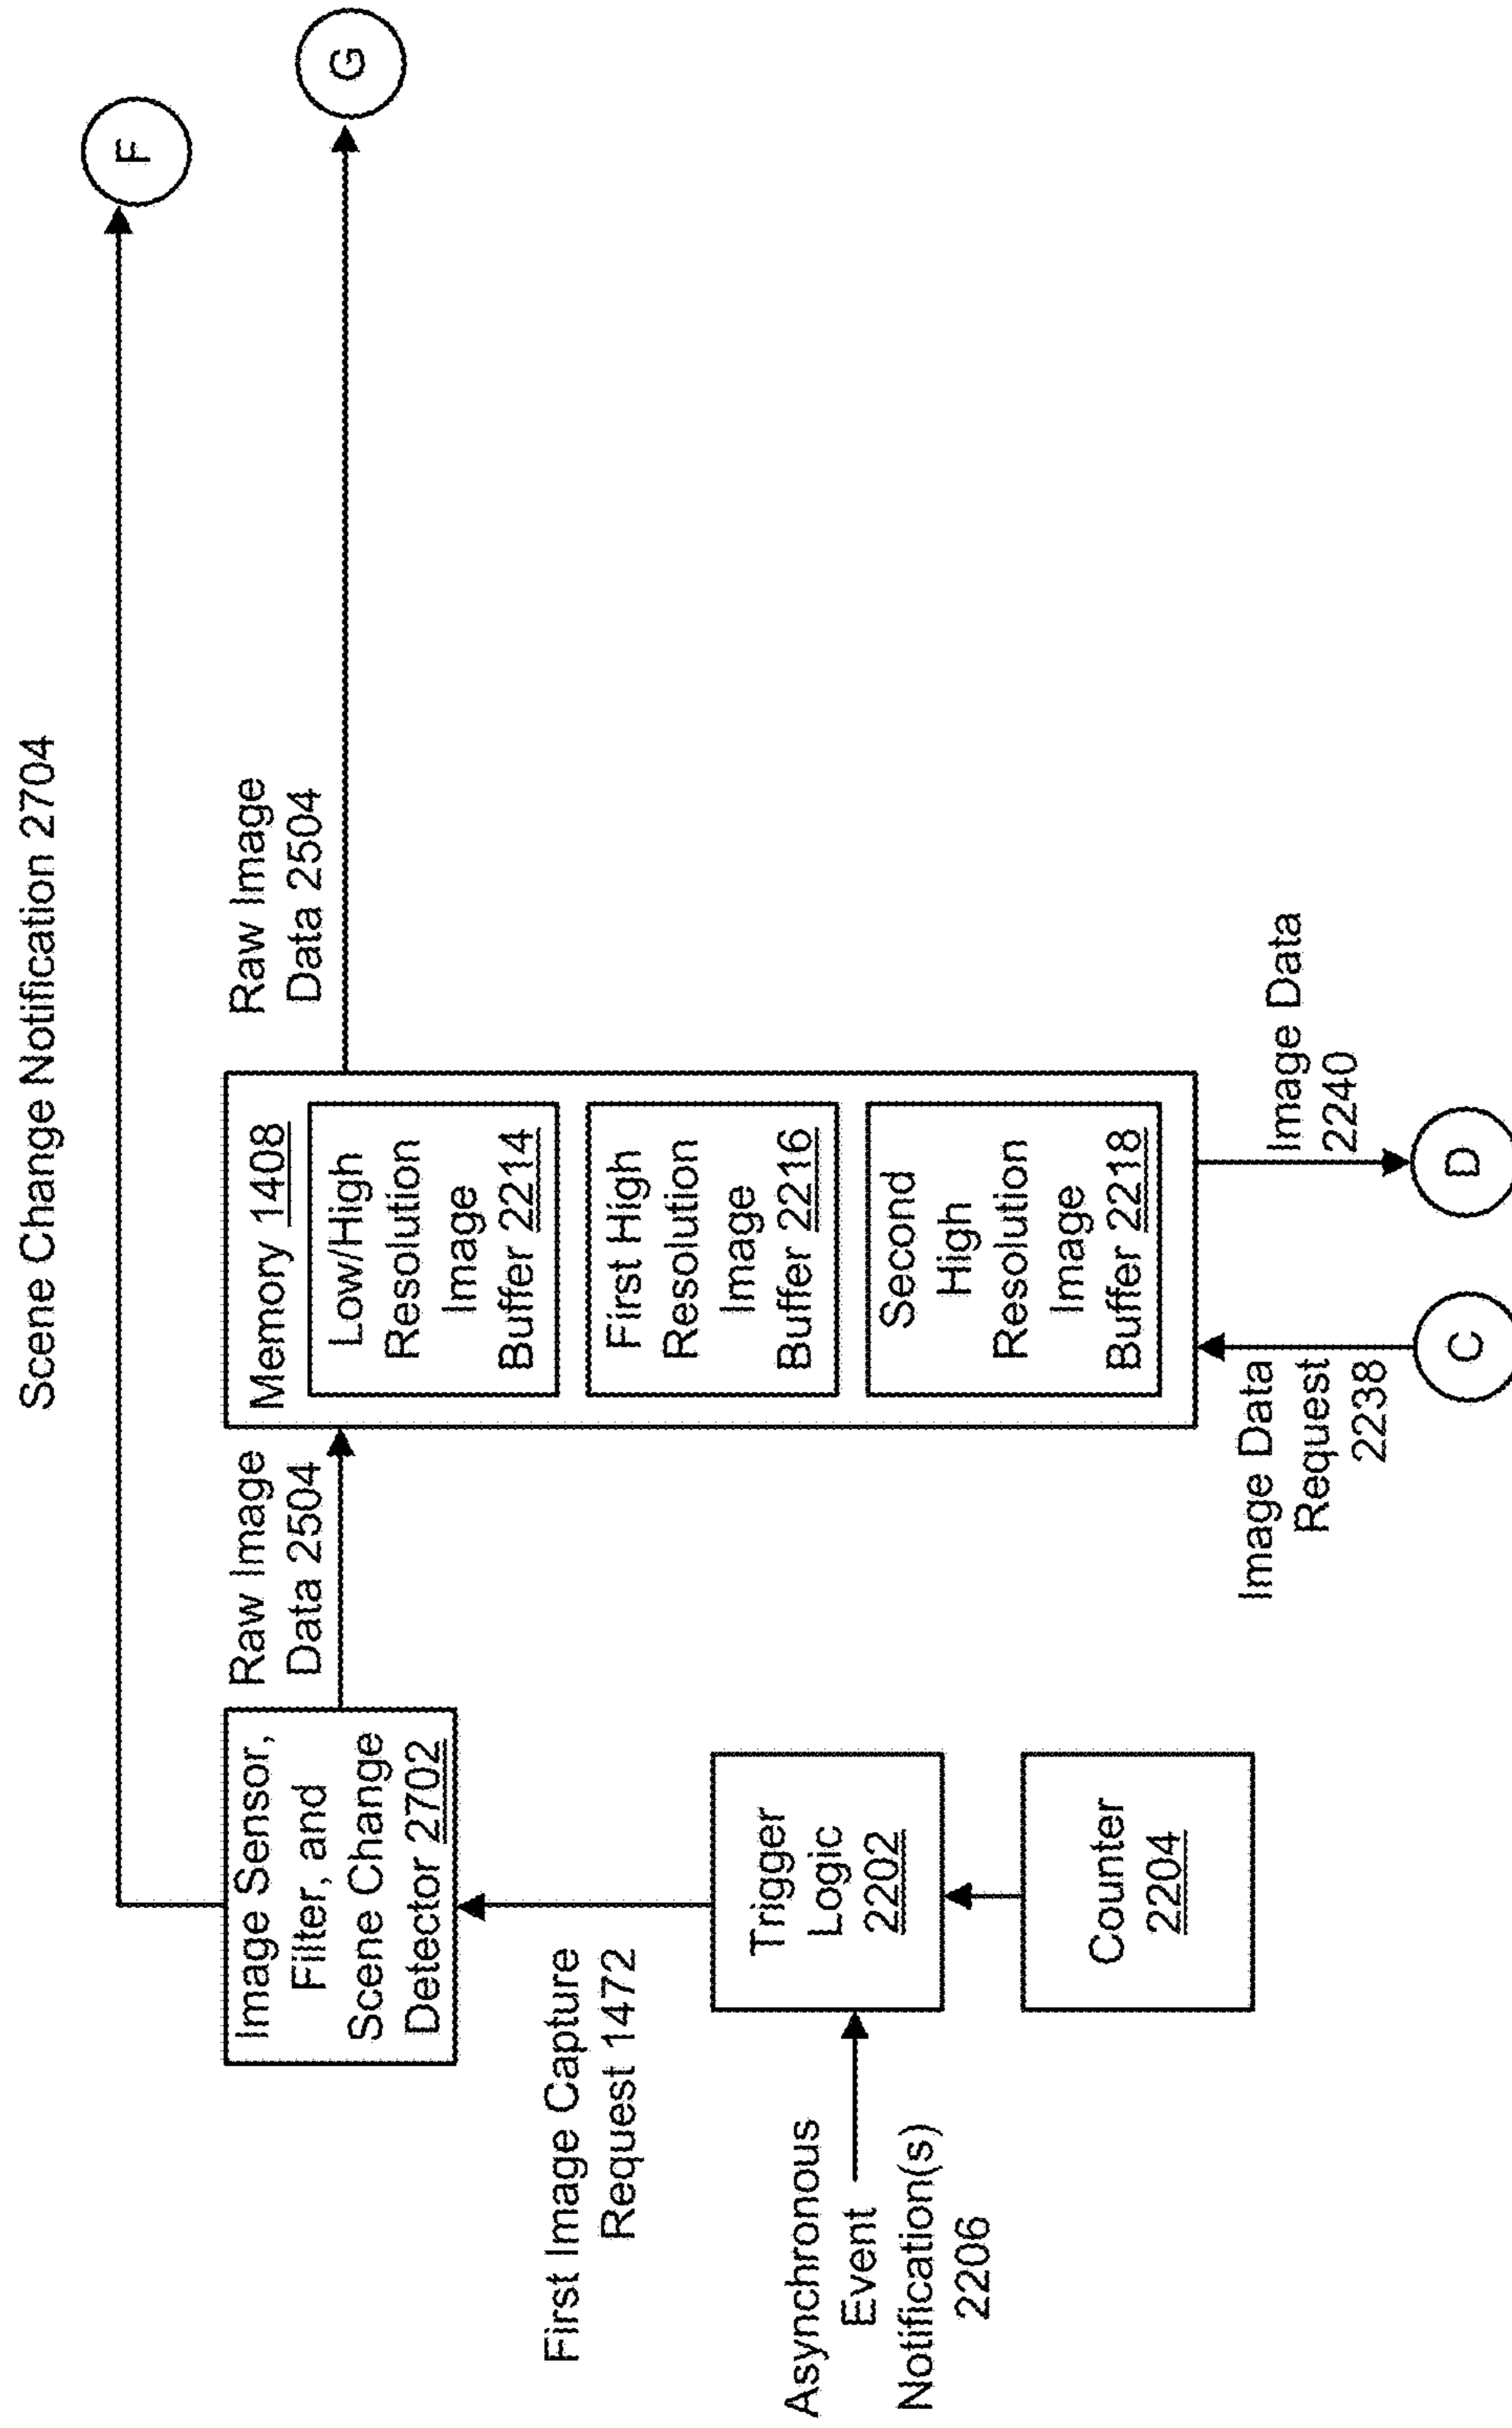 Scene Change Notification 2704
F
Raw Image
Data 2504
Raw Image
Data 2504
G
Image Sensor,
Filter, and
Scene Change
Detector 2702
Memory 1408
Low/High
Resolution
Image
Buffer 2214
First High
Resolution
Image
Buffer 2216
Second
High
Resolution
Image
Buffer 2218
First Image Capture
Request 1472
Trigger
Logic
2202
Asynchronous
Event
Notification(s)
2206
Counter
2204
Image Data
Request
2238
Image Data
2240
C
D